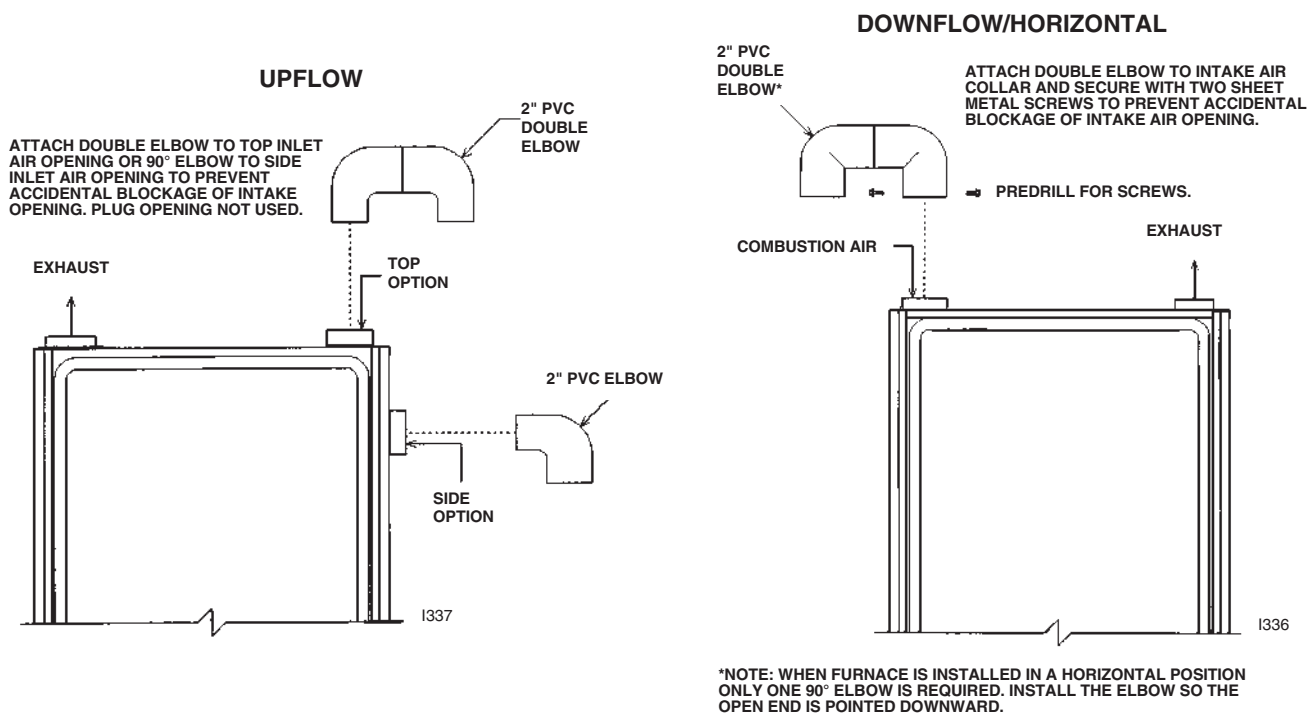 UPFLOW
ATTACH DOUBLE ELBOW TO TOP INLET
AIR OPENING OR 90° ELBOW TO SIDE
INLET AIR OPENING TO PREVENT
ACCIDENTAL BLOCKAGE OF INTAKE
OPENING. PLUG OPENING NOT USED.
2" PVC
DOUBLE
ELBOW
EXHAUST
TOP
OPTION
2" PVC ELBOW
SIDE
OPTION
I337
DOWNFLOW/HORIZONTAL
2" PVC
DOUBLE
ELBOW*
ATTACH DOUBLE ELBOW TO INTAKE AIR
COLLAR AND SECURE WITH TWO SHEET
METAL SCREWS TO PREVENT ACCIDENTAL
BLOCKAGE OF INTAKE AIR OPENING.
PREDRILL FOR SCREWS.
COMBUSTION AIR
EXHAUST
I336
*NOTE: WHEN FURNACE IS INSTALLED IN A HORIZONTAL POSITION
ONLY ONE 90° ELBOW IS REQUIRED. INSTALL THE ELBOW SO THE
OPEN END IS POINTED DOWNWARD.